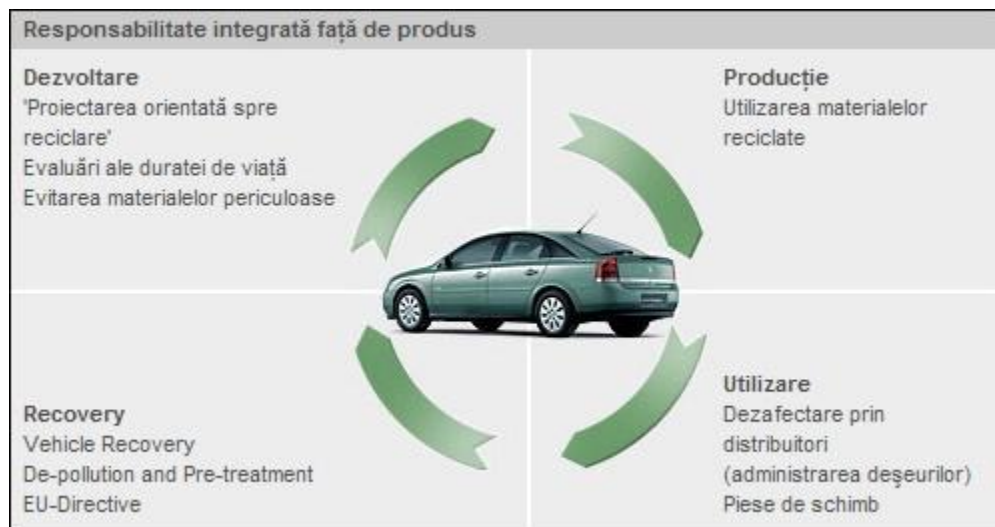 Responsabilitate integrată față de produs
Dezvoltare
'Proiectarea orientată spre
reciclare'
Evaluări ale duratei de viață
Evitarea materialelor periculoase
Producție
Utilizarea materialelor
reciclate
Recovery
Vehicle Recovery
De-pollution and Pre-treatment
EU-Directive
Utilizare
Dezafectare prin
distribuitori
(administrarea deşeurilor)
Piese de schimb